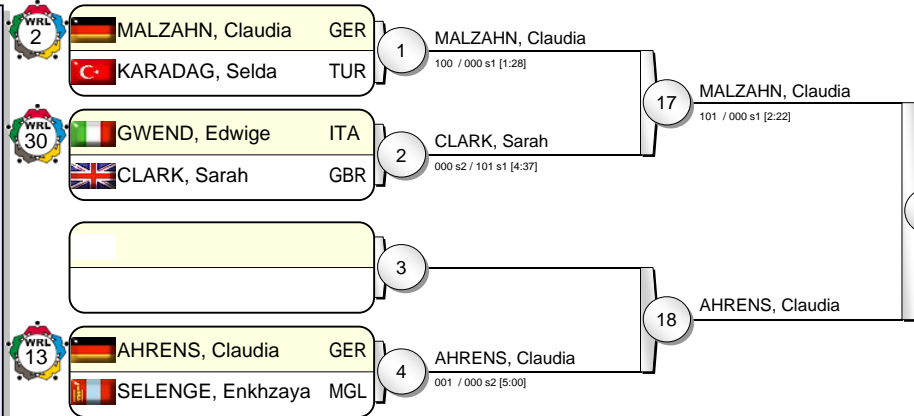 WRL
2
MALZAHN, Claudia GER
KARADAG, Selda TUR
1
MALZAHN, Claudia
100 / 000 s1 [1:28]
WRL
30
GWEND, Edwige ITA
CLARK, Sarah GBR
2
CLARK, Sarah
000 s2 / 101 s1 [4:37]
17
MALZAHN, Claudia
101 / 000 s1 [2:22]
3
WRL
13
AHRENS, Claudia GER
SELENGE, Enkhzaya MGL
4
AHRENS, Claudia
001 / 000 s2 [5:00]
18
AHRENS, Claudia